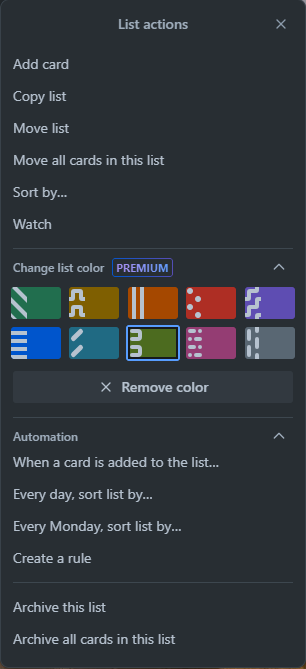 List actions
Add card
Copy list
Move list
Move all cards in this list
Sort by...
Watch
Change list color PREMIUM
Remove color
Automation
When a card is added to the list...
Every day, sort list by...
Every Monday, sort list by...
Create a rule
Archive this list
Archive all cards in this list